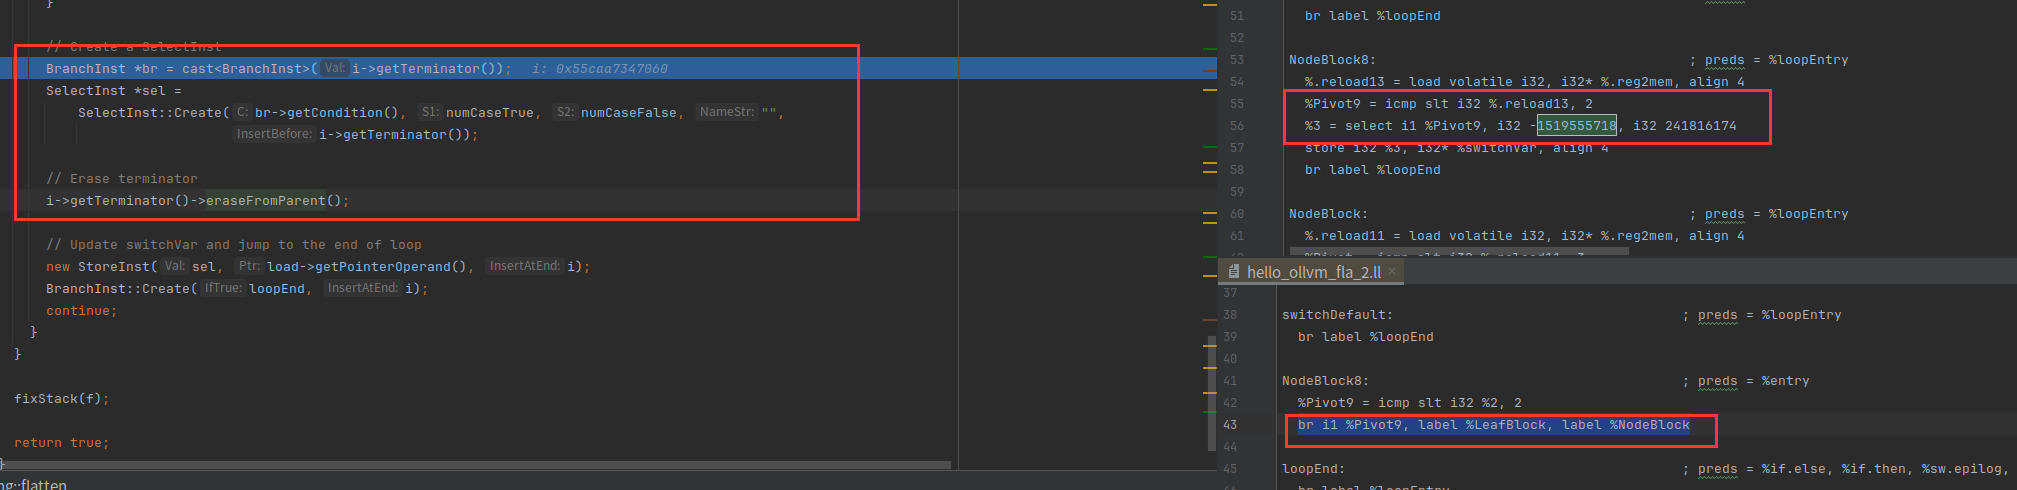 }
// Create a SelectInst
BranchInst *br = cast<BranchInst>( Val: i->getTerminator()); i: 0x55caa7347060
SelectInst *sel =
SelectInst::Create( C: br->getCondition(), S1: numCaseTrue, S2: numCaseFalse, NameStr: "",
InsertBefore: i->getTerminator());
// Erase terminator
i->getTerminator()->eraseFromParent();
// Update switchVar and jump to the end of loop
new StoreInst( Val: sel, Ptr: load->getPointerOperand(), InsertAtEnd: i);
BranchInst::Create( IfTrue: loopEnd, InsertAtEnd: i);
continue;
}
}
fixStack(f);
return true;
}
ng::flatten
51 br label %loopEnd
52
53 NodeBlock8: ; preds = %loopEntry
54 %.reload13 = load volatile i32, i32* %.reg2mem, align 4
55 %Pivot9 = icmp slt i32 %.reload13, 2
56 %3 = select i1 %Pivot9, i32 -1519555718, i32 241816174
57 store i32 %3, i32* %switchVar, align 4
58 br label %loopEnd
59
60 NodeBlock: ; preds = %loopEntry
61 %.reload11 = load volatile i32, i32* %.reg2mem, align 4
hello_ollvm_fla_2.ll ×
37
38 switchDefault: ; preds = %loopEntry
39 br label %loopEnd
40
41 NodeBlock8: ; preds = %entry
42 %Pivot9 = icmp slt i32 %2, 2
43 br i1 %Pivot9, label %LeafBlock, label %NodeBlock
44
45 loopEnd: ; preds = %if.else, %if.then, %sw.epilog,
br label %loopEntry